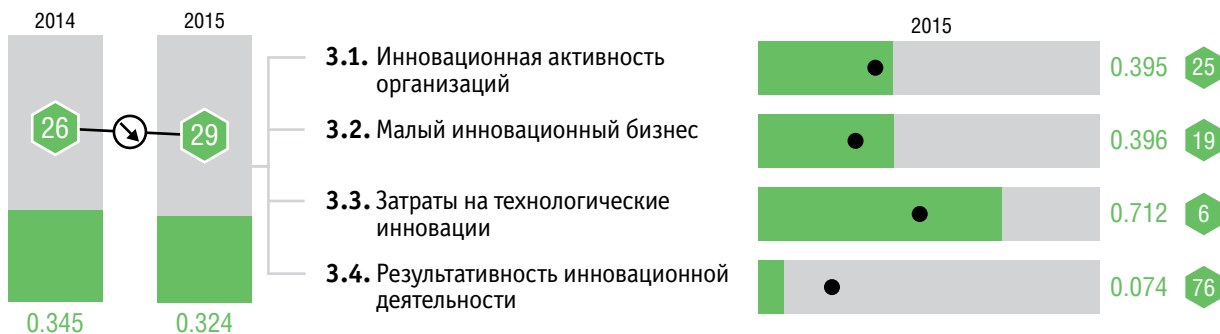 2014
2015
2015
26
29
0.345
0.324
3.1. Инновационная активность
организаций
0.395
25
3.2. Малый инновационный бизнес
0.396
19
3.3. Затраты на технологические
инновации
0.712
6
3.4. Результативность инновационной
деятельности
0.074
76